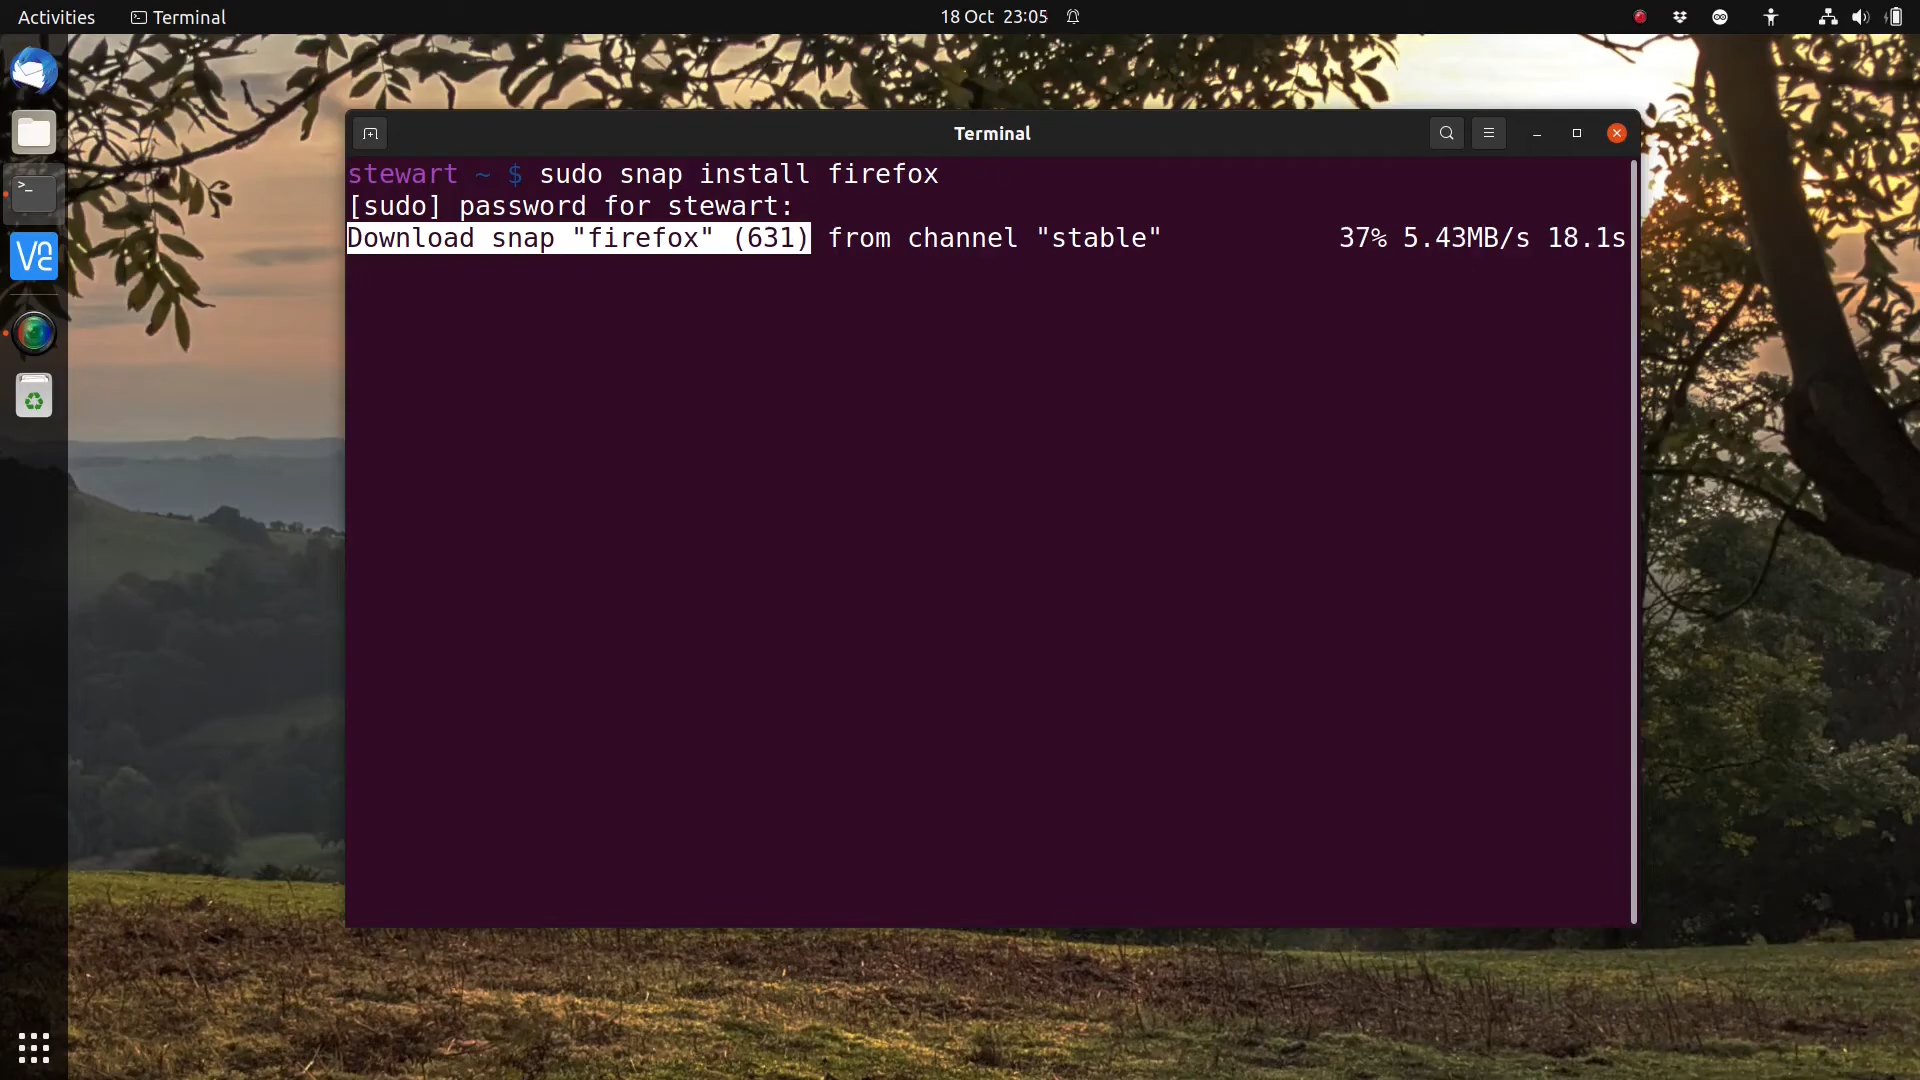 Activities
Terminal
18 Oct 23:05
Terminal
stewart ~ $ sudo snap install firefox
[sudo] password for stewart:
Download snap "firefox" (631) from channel "stable" 37% 5.43MB/s 18.1s
>_
VNC